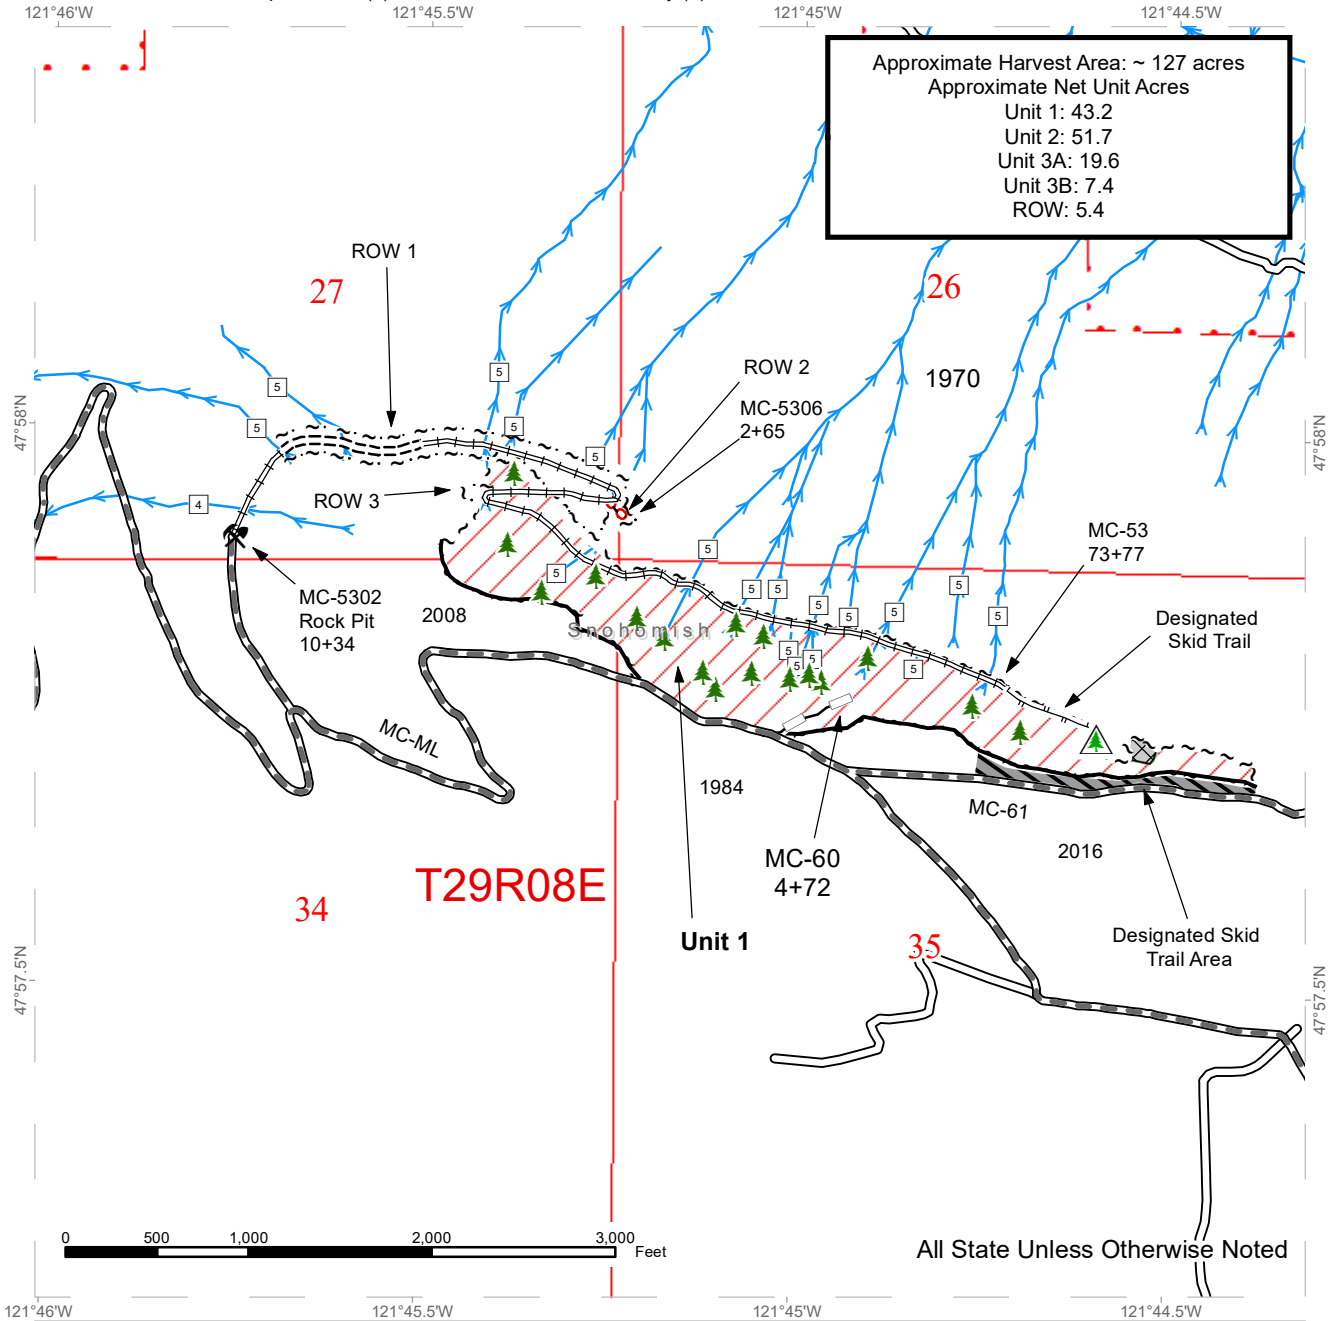 121°46'W
121°45.5'W
121°45'W
121°44.5'W
Approximate Harvest Area: ~ 127 acres
Approximate Net Unit Acres
Unit 1: 43.2
Unit 2: 51.7
Unit 3A: 19.6
Unit 3B: 7.4
ROW: 5.4
ROW 1
27
26
ROW 2
1970
5
5
MC-5306
2+65
47°58'N
47°58'N
5
5
5
ROW 3
4
MC-53
73+77
5
5
MC-5302
Rock Pit
10+34
2008
5
5
5
5
5
5
5
Designated
Skid Trail
Snohomish
5
5
5
5
MC-ML
1984
MC-61
2016
MC-60
4+72
T29R08E
34
Unit 1
35
Designated Skid
Trail Area
47°57.5'N
47°57.5'N
0
500
1,000
2,000
3,000
Feet
All State Unless Otherwise Noted
121°46'W
121°45.5'W
121°45'W
121°44.5'W